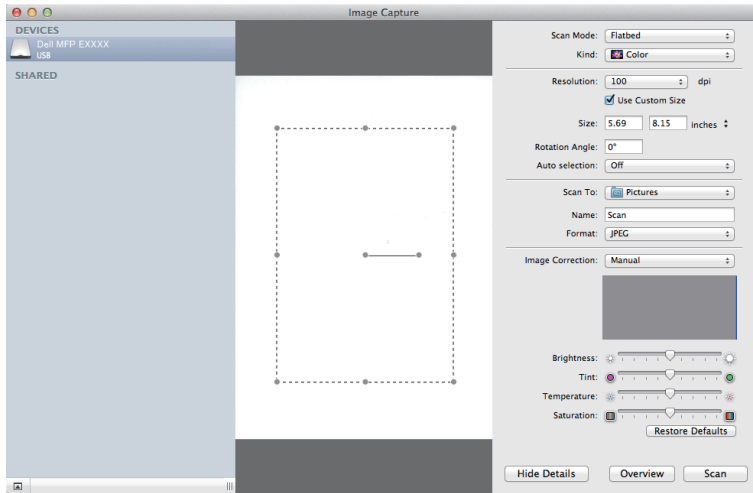 Image Capture
DEVICES
Dell MFP EXXXX
USB
SHARED
Scan Mode: Flatbed
Kind: Color
Resolution: 100 dpi
Use Custom Size
Size: 5.69 8.15 inches
Rotation Angle: 0°
Auto selection: Off
Scan To: Pictures
Name: Scan
Format: JPEG
Image Correction: Manual
Brightness:
Tint:
Temperature:
Saturation:
Restore Defaults
Hide Details Overview Scan